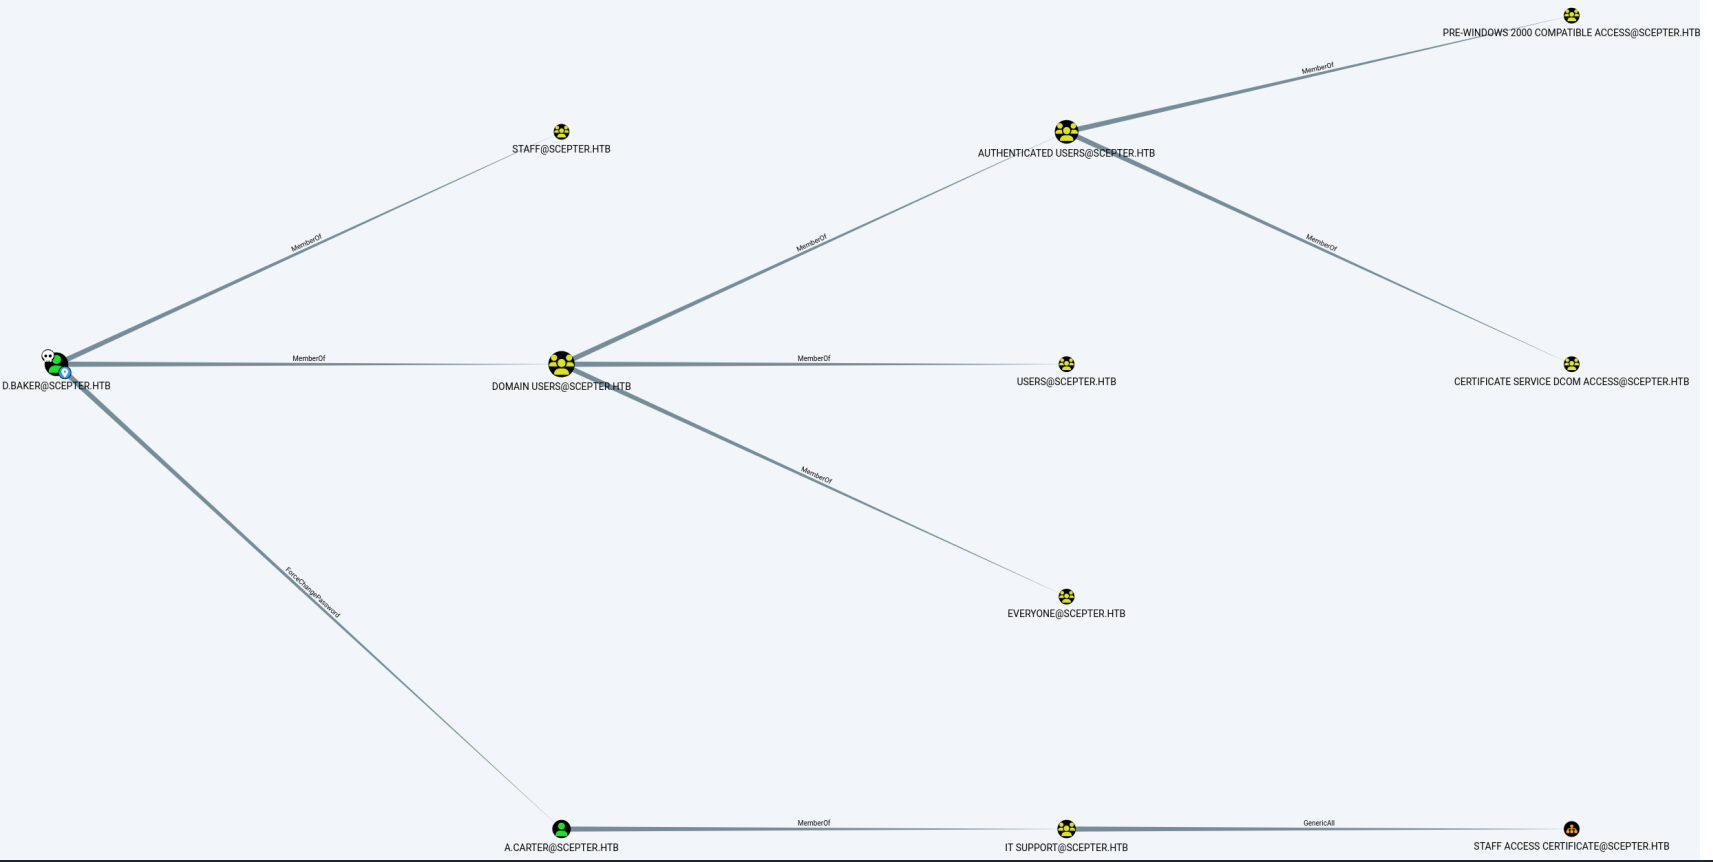 PRE-WINDOWS 2000 COMPATIBLE ACCESS@SCEPTER.HTB
MemberOf
STAFF@SCEPTER.HTB
AUTHENTICATED USERS@SCEPTER.HTB
MemberOf
MemberOf
MemberOf
MemberOf
MemberOf
D.BAKER@SCEPTER.HTB
DOMAIN USERS@SCEPTER.HTB
USERS@SCEPTER.HTB
CERTIFICATE SERVICE DCOM ACCESS@SCEPTER.HTB
MemberOf
ForceChangePassword
EVERYONE@SCEPTER.HTB
MemberOf
GenericAll
A.CARTER@SCEPTER.HTB
IT SUPPORT@SCEPTER.HTB
STAFF ACCESS CERTIFICATE@SCEPTER.HTB